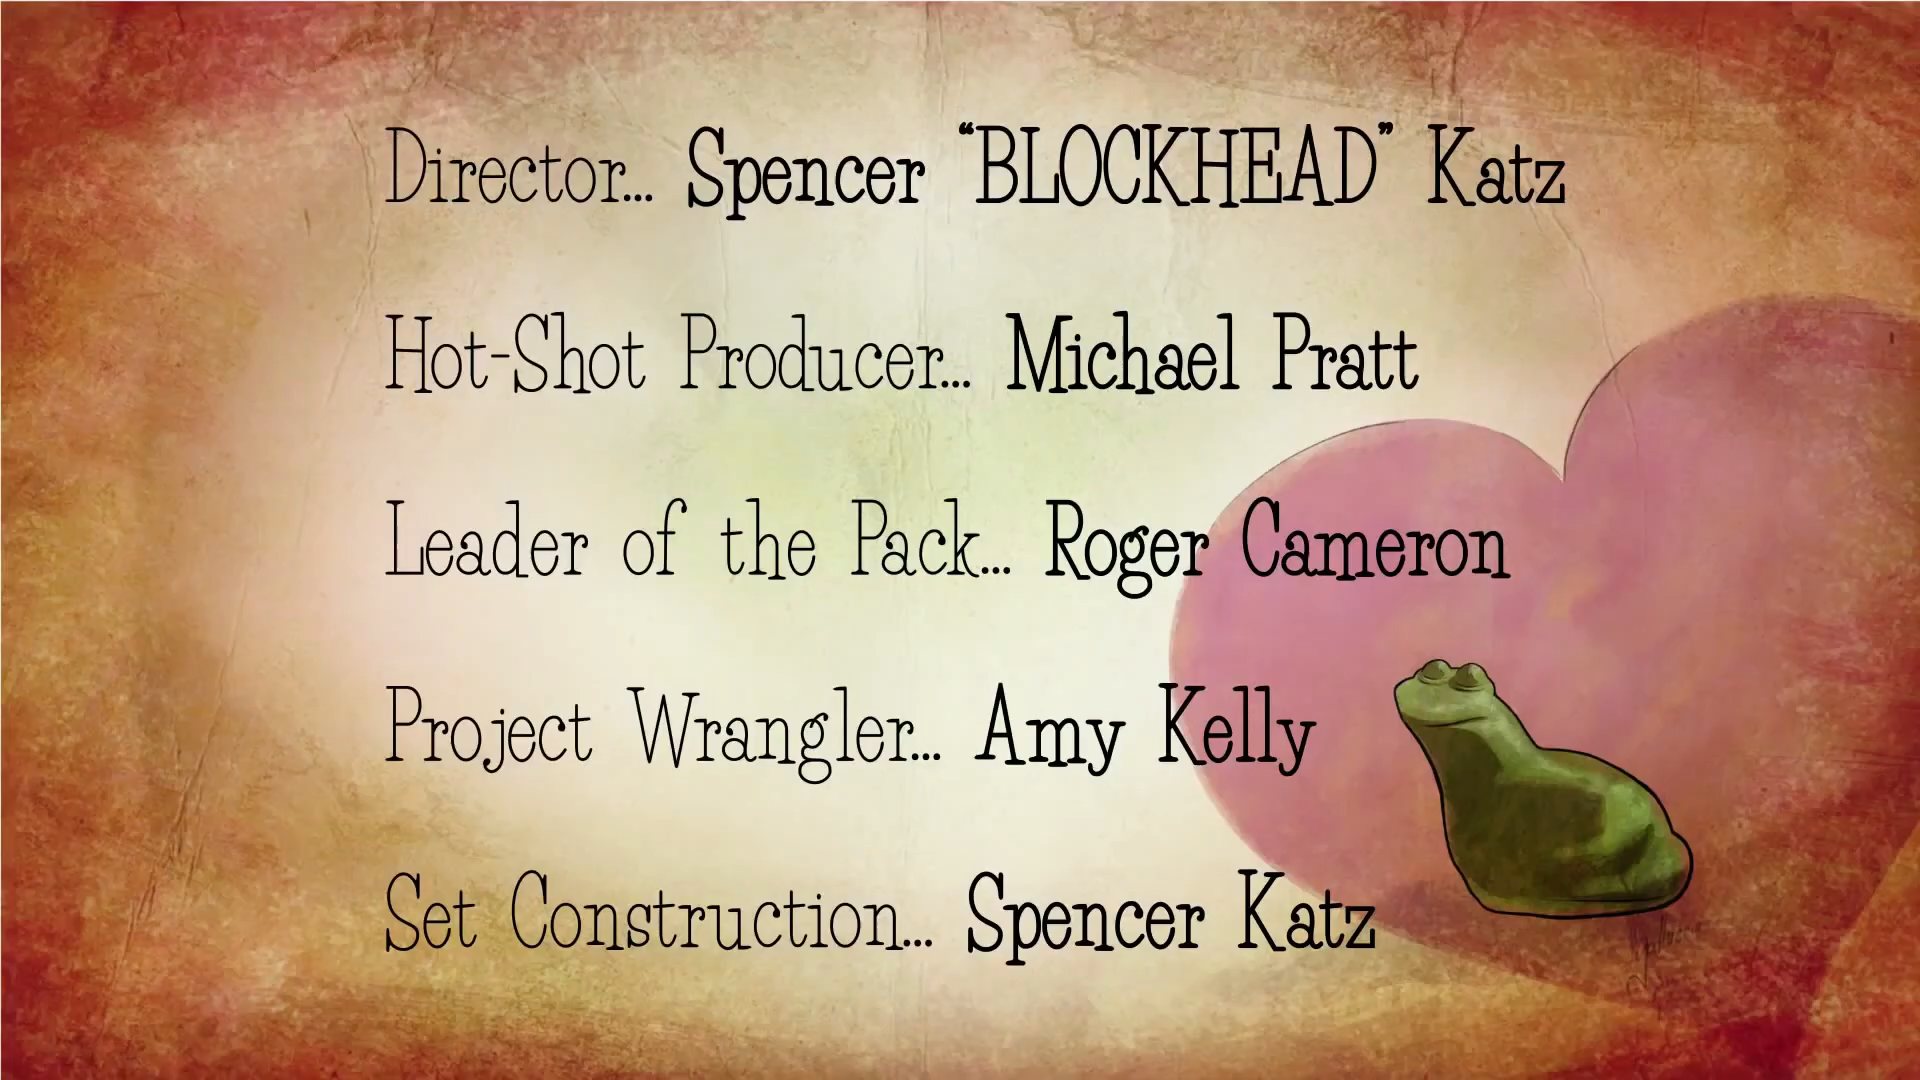 Director... Spencer “BLOCKHEAD” Katz
Hot-Shot Producer... Michael Pratt
Leader of the Pack... Roger Cameron
Project Wrangler... Amy Kelly
Set Construction... Spencer Katz